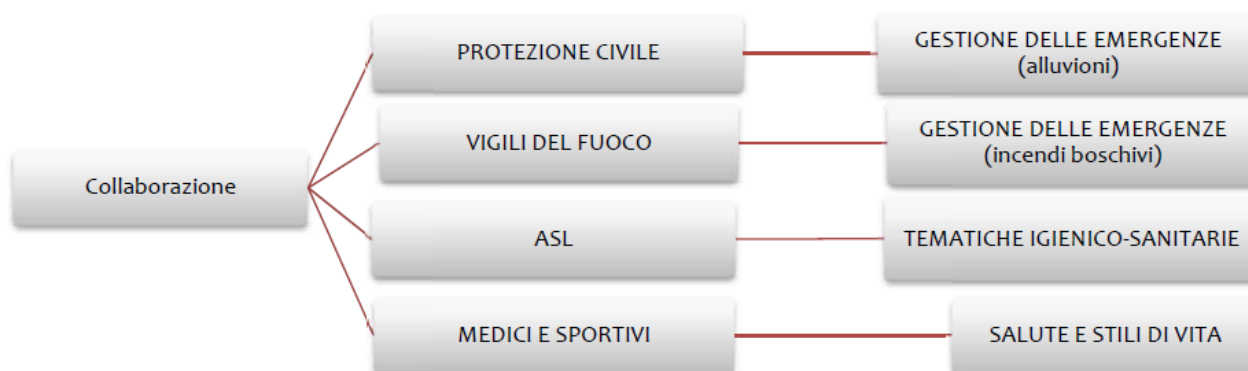 PROTEZIONE CIVILE
GESTIONE DELLE EMERGENZE
(alluvioni)
VIGILI DEL FUOCO
GESTIONE DELLE EMERGENZE
(incendi boschivi)
Collaborazione
ASL
TEMATICHE IGIENICO-SANITARIE
MEDICI E SPORTIVI
SALUTE E STILI DI VITA